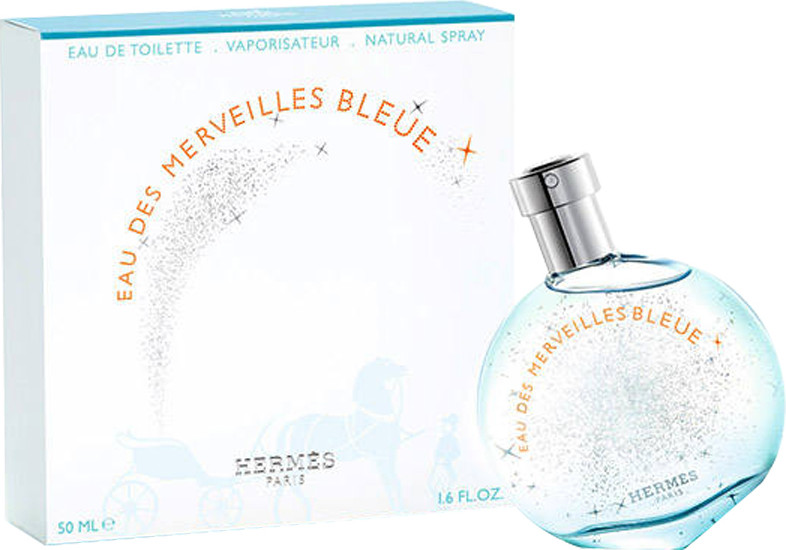 EAU DE TOILETTE . VAPORISATEUR . NATURAL SPRAY
EAU DES MERVEILLES BLEUE
HERMÈS
PARIS
50 ML e
1.6 FL.OZ.
EAU DES MERVEILLES BLEUE
HERMÈS
PARIS